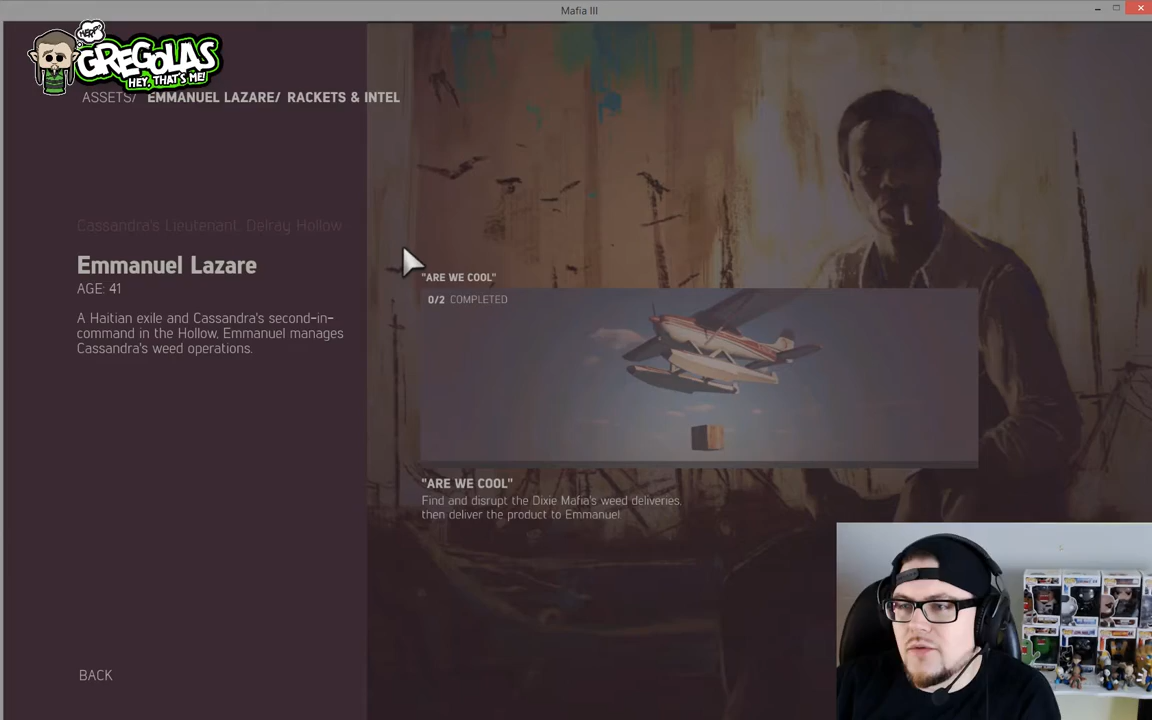 Mafia III
NERF
GREGOLAS
HEY, THAT'S ME!
ASSETS/ EMMANUEL LAZARE/ RACKETS & INTEL
Cassandra's Lieutenant: Delray Hollow
Emmanuel Lazare
AGE: 41
A Haitian exile and Cassandra's second-in-
command in the Hollow, Emmanuel manages
Cassandra's weed operations.
"ARE WE COOL"
0/2 COMPLETED
"ARE WE COOL"
Find and disrupt the Dixie Mafia's weed deliveries,
then deliver the product to Emmanuel
BACK